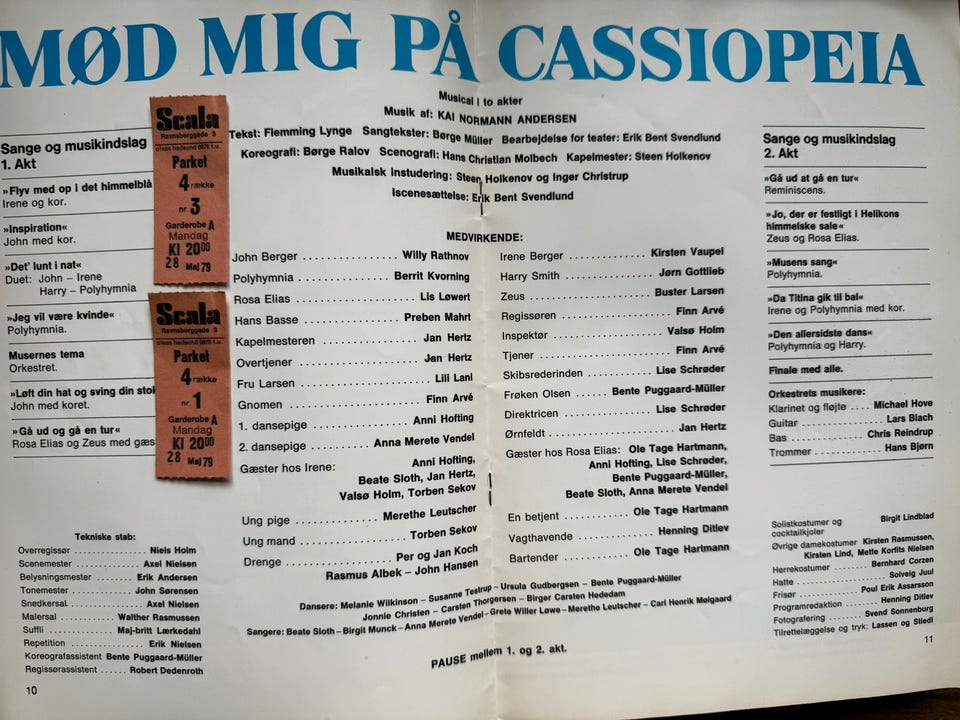 MØD MIG PÅ CASSIOPEIA
Musical i to akter
Musik af: KAI NORMANN ANDERSEN
Tekst: Flemming Lynge Sangtekster: Børge Müller Bearbejdelse for teater: Erik Bent Svendlund
Koreografi: Børge Ralov Scenografi: Hans Christian Molbech Kapelmester: Steen Holkenov
Musikalsk instudering: Steen Holkenov og Inger Christrup
Iscenesættelse: Erik Bent Svendlund
Sange og musikindslag
1. Akt
»Flyv med op i det himmelblå
Irene og kor.
»Inspiration«
John med kor.
»Det' lunt i nat«
Duet: John – Irene
Harry – Polyhymnia
»Jeg vil være kvinde«
Polyhymnia.
Musernes tema
Orkestret.
»Løft din hat og sving din stok
John med koret.
»Gå ud og gå en tur«
Rosa Elias og Zeus med gæs
Scala
Ravnsborggade 3
Parket
4 række
nr. 3
Garderobe A
Mandag
Kl 2000
28 Maj 79
Scala
Ravnsborggade 3
Parket
4 række
nr. 1
Garderobe A
Mandag
Kl 2000
28 Maj 79
MEDVIRKENDE:
John Berger ........ Willy Rathnov
Polyhymnia ........ Berrit Kvorning
Rosa Elias ........ Lis Løwert
Hans Basse ........ Preben Mahrt
Kapelmesteren ........ Jan Hertz
Overtjener ........ Jan Hertz
Fru Larsen ........ Lili Lani
Gnomen ........ Finn Arvé
1. dansepige ........ Anni Hofting
2. dansepige ........ Anna Merete Vendel
Gæster hos Irene: Anni Hofting,
Beate Sloth, Jan Hertz,
Valsø Holm, Torben Sekov
Ung pige ........ Merethe Leutscher
Ung mand ........ Torben Sekov
Drenge ........ Per og Jan Koch
Rasmus Albek – John Hansen
Irene Berger ........ Kirsten Vaupel
Harry Smith ........ Jørn Gottlieb
Zeus ........ Buster Larsen
Regissøren ........ Finn Arvé
Inspektør ........ Valsø Holm
Tjener ........ Finn Arvé
Skibsrederinden ........ Lise Schrøder
Frøken Olsen ........ Bente Puggaard-Müller
Direktricen ........ Lise Schrøder
Ørnfeldt ........ Jan Hertz
Gæster hos Rosa Elias: Ole Tage Hartmann,
Anni Hofting, Lise Schrøder,
Bente Puggaard-Müller,
Beate Sloth, Anna Merete Vendel
En betjent ........ Ole Tage Hartmann
Vagthavende ........ Henning Ditlev
Bartender ........ Ole Tage Hartmann
Dansere: Melanie Wilkinson – Susanne Testrup – Ursula Gudbergsen – Bente Puggaard-Müller
Jonnie Christen – Carsten Thorgersen – Birger Carsten Hededam
Sangere: Beate Sloth – Birgit Munck – Anna Merete Vendel – Grete Willer Løwe – Merethe Leutscher – Carl Henrik Mølgaard
PAUSE mellem 1. og 2. akt.
Sange og musikindslag
2. Akt
»Gå ud at gå en tur«
Reminiscens.
»Jo, der er festligt i Helikons
himmelske sale«
Zeus og Rosa Elias.
»Musens sang«
Polyhymnia.
»Da Titina gik til bal«
Irene og Polyhymnia med kor.
»Den allersidste dans«
Polyhymnia og Harry.
Finale med alle.
Orkestrets musikere:
Klarinet og fløjte .... Michael Hove
Guitar ........ Lars Blach
Bas ........ Chris Reindrup
Trommer ........ Hans Bjørn
Tekniske stab:
Overregissør ........ Niels Holm
Scenemester ........ Axel Nielsen
Belysningsmester ........ Erik Andersen
Tonemester ........ John Sørensen
Snedkersal ........ Axel Nielsen
Malersal ........ Walther Rasmussen
Suffli ........ Maj-britt Lærkedahl
Repetition ........ Erik Nielsen
Koreografassistent Bente Puggaard-Müller
Regissørassistent ...... Robert Dedenroth
10
Solistkostumer og
cocktailkjoler Birgit Lindblad
Øvrige damekostumer Kirsten Rasmussen,
Kirsten Lind, Mette Korfits Nielsen
Herrekostumer ........ Bernhard Corzen
Hatte ........ Solveig Juul
Frisør ........ Poul Erik Assarsson
Programredaktion ........ Henning Ditlev
Fotografering ........ Svend Sonnenburg
Tilrettelæggelse og tryk: Lassen og Stiedl
11